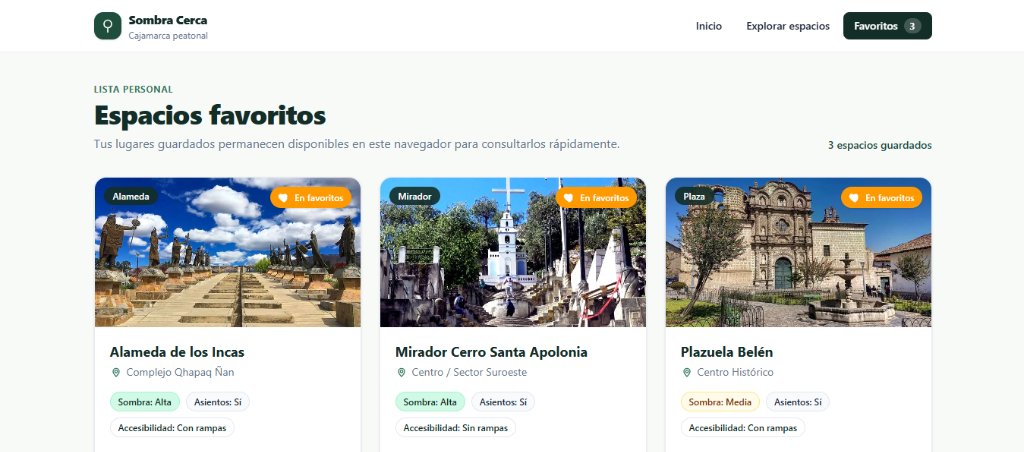 Sombra Cerca
Cajamarca peatonal
Inicio
Explorar espacios
Favoritos 3
LISTA PERSONAL
Espacios favoritos
Tus lugares guardados permanecen disponibles en este navegador para consultarlos rápidamente.
3 espacios guardados
Alameda
En favoritos
Alameda de los Incas
Complejo Qhapaq Ñan
Sombra: Alta
Asientos: Sí
Accesibilidad: Con rampas
Mirador
En favoritos
Mirador Cerro Santa Apolonia
Centro / Sector Suroeste
Sombra: Alta
Asientos: Sí
Accesibilidad: Sin rampas
Plaza
En favoritos
Plazuela Belén
Centro Histórico
Sombra: Media
Asientos: Sí
Accesibilidad: Con rampas